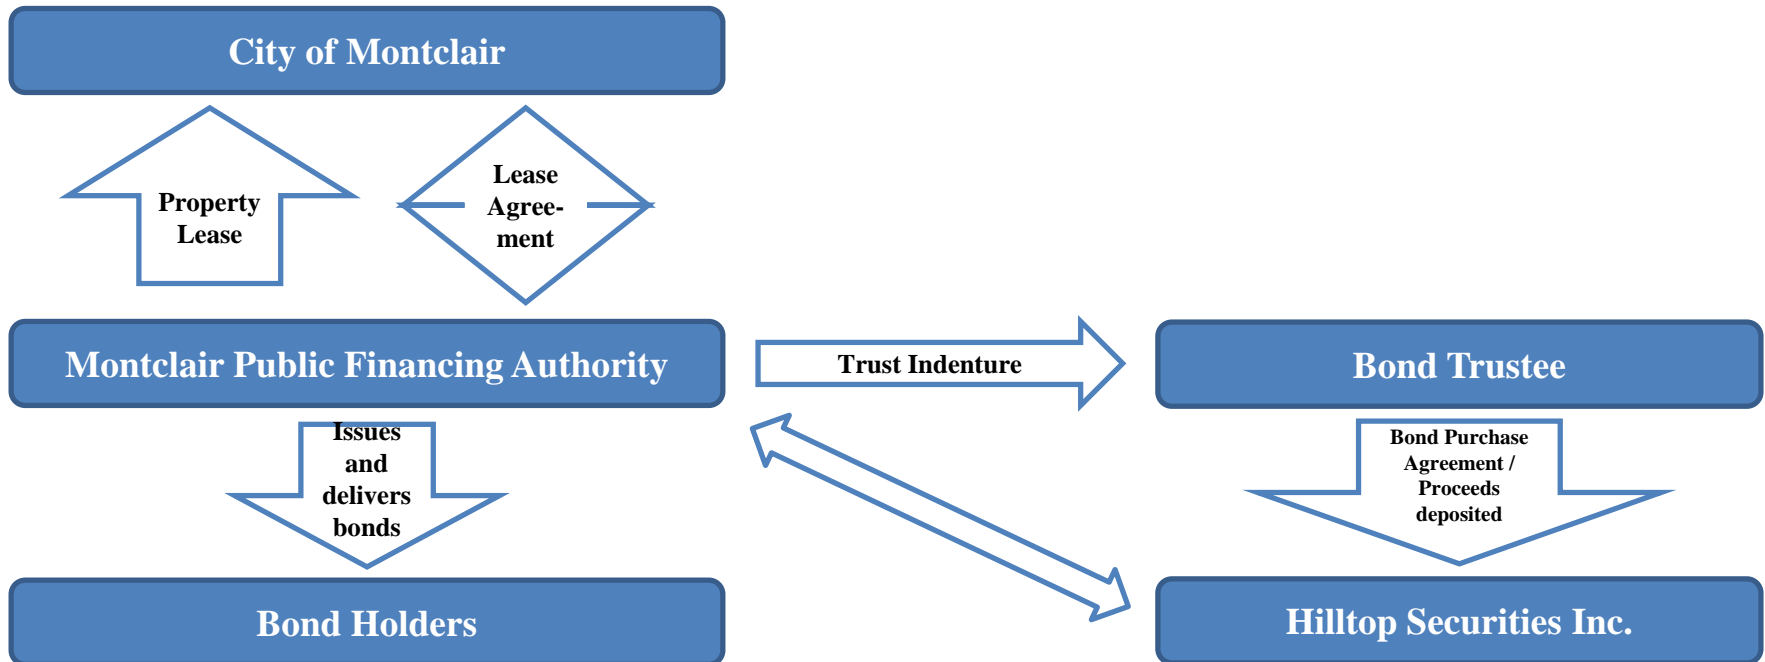 City of Montclair
Property
Lease
Lease
Agree-
ment
Montclair Public Financing Authority
Trust Indenture
Bond Trustee
Issues
and
delivers
bonds
Bond Purchase
Agreement /
Proceeds
deposited
Bond Holders
Hilltop Securities Inc.